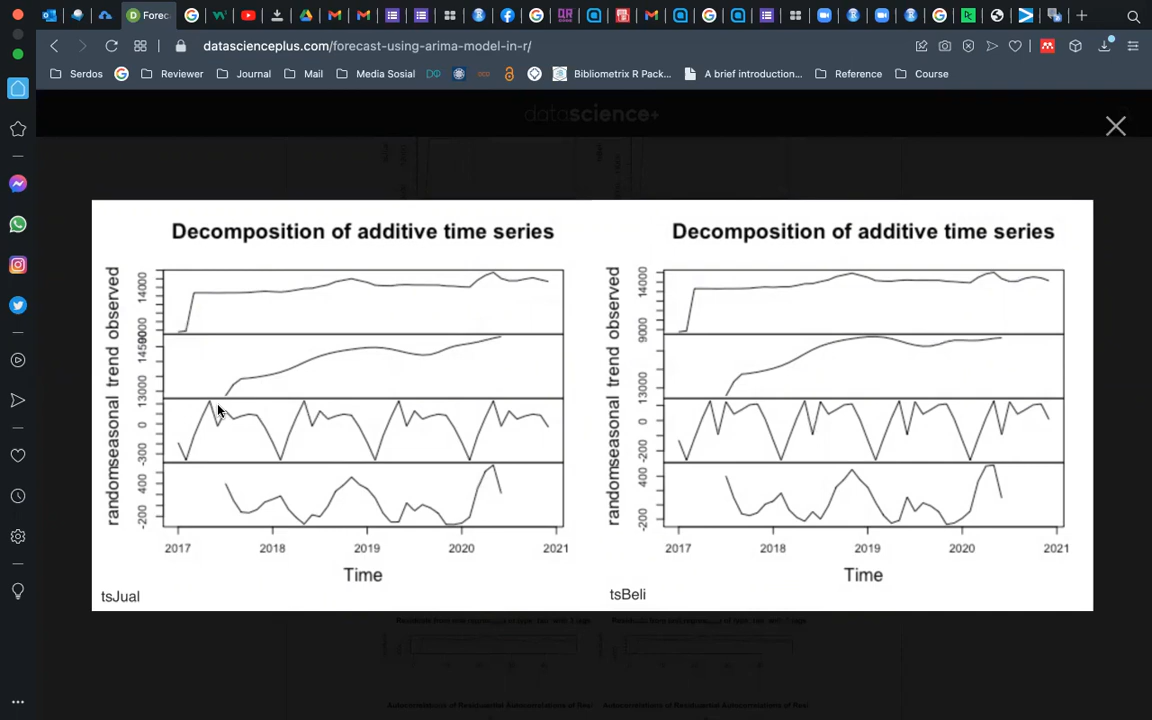 Forec
datascienceplus.com/forecast-using-arima-model-in-r/
Serdos
Reviewer
Journal
Mail
Media Sosial
Bibliometrix R Pack...
A brief introduction...
Reference
Course
datascience+
Decomposition of additive time series
observed
14000
trend
13000
seasonal
0
-300
random
400
-200
2017 2018 2019 2020 2021
Time
tsJual
Decomposition of additive time series
observed
14000
9000
trend
13000
seasonal
0
-200
random
400
-200
2017 2018 2019 2020 2021
Time
tsBeli